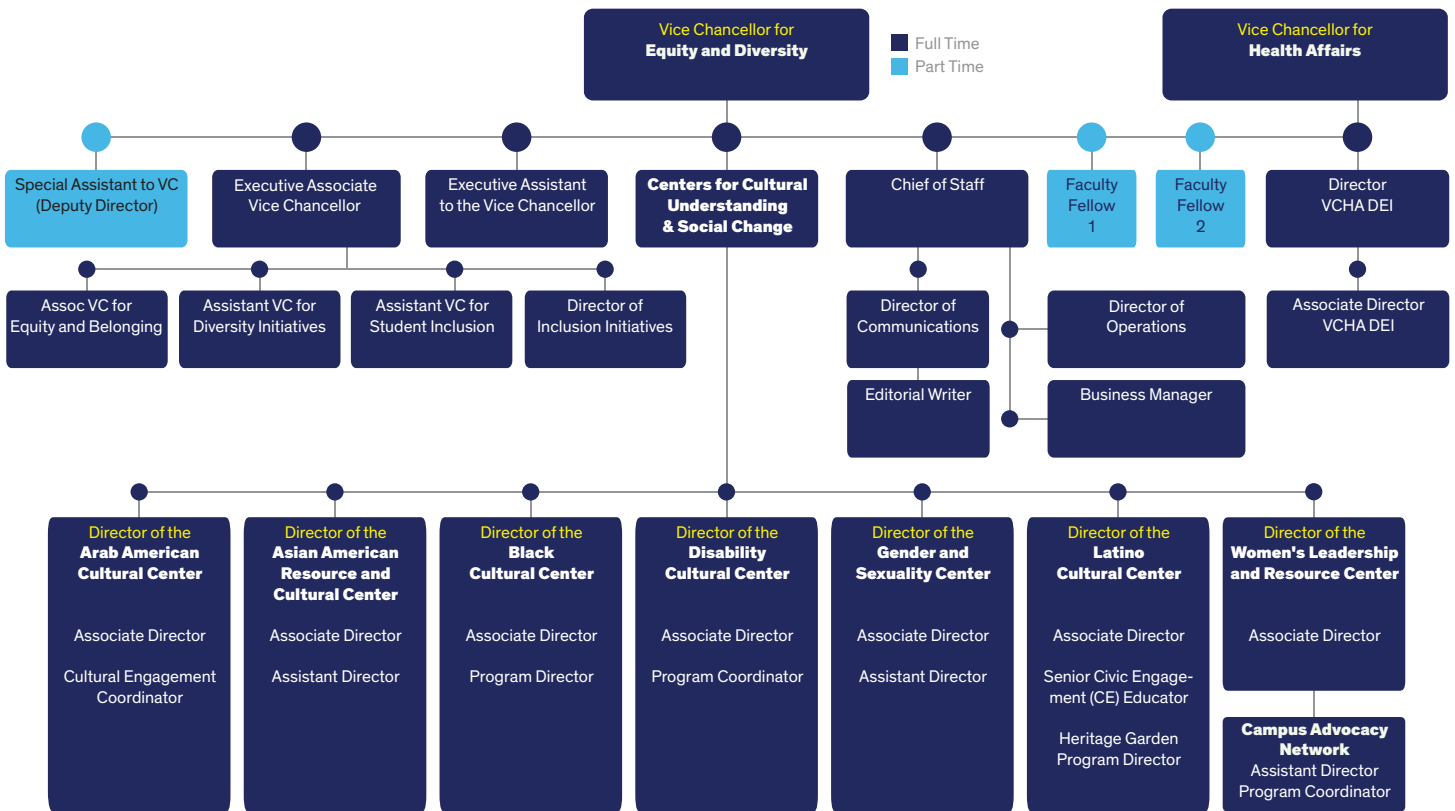 Vice Chancellor for
Equity and Diversity
Full Time
Part Time
Vice Chancellor for
Health Affairs
Special Assistant to VC
(Deputy Director)
Executive Associate
Vice Chancellor
Executive Assistant
to the Vice Chancellor
Centers for Cultural
Understanding
& Social Change
Chief of Staff
Faculty
Fellow
1
Faculty
Fellow
2
Director
VCHA DEI
Assoc VC for
Equity and Belonging
Assistant VC for
Diversity Initiatives
Assistant VC for
Student Inclusion
Director of
Inclusion Initiatives
Director of
Communications
Director of
Operations
Associate Director
VCHA DEI
Editorial Writer
Business Manager
Director of the
Arab American
Cultural Center
Associate Director
Cultural Engagement
Coordinator
Director of the
Asian American
Resource and
Cultural Center
Associate Director
Assistant Director
Director of the
Black
Cultural Center
Associate Director
Program Director
Director of the
Disability
Cultural Center
Associate Director
Program Coordinator
Director of the
Gender and
Sexuality Center
Associate Director
Assistant Director
Director of the
Latino
Cultural Center
Associate Director
Senior Civic Engage-
ment (CE) Educator
Heritage Garden
Program Director
Director of the
Women's Leadership
and Resource Center
Associate Director
Campus Advocacy
Network
Assistant Director
Program Coordinator